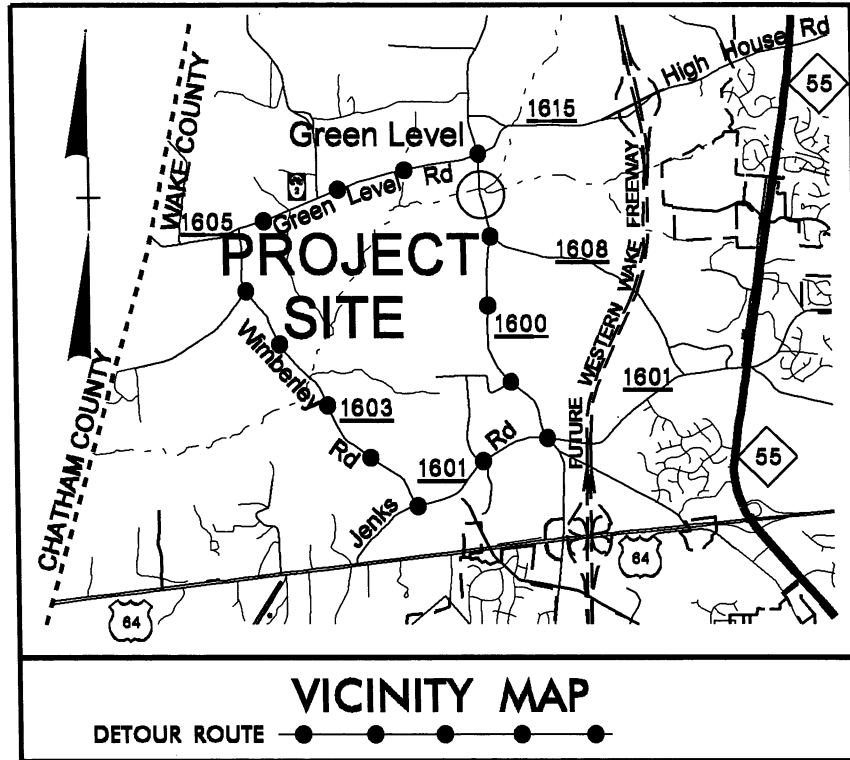 High House Rd
55
1615
Green Level
WAKE COUNTY
Green Level Rd
1605
PROJECT
SITE
1608
FUTURE WESTERN WAKE FREEWAY
1600
Wimberley Rd
1603
1601
1601
Jenks Rd
55
CHATHAM COUNTY
64
64
VICINITY MAP
DETOUR ROUTE